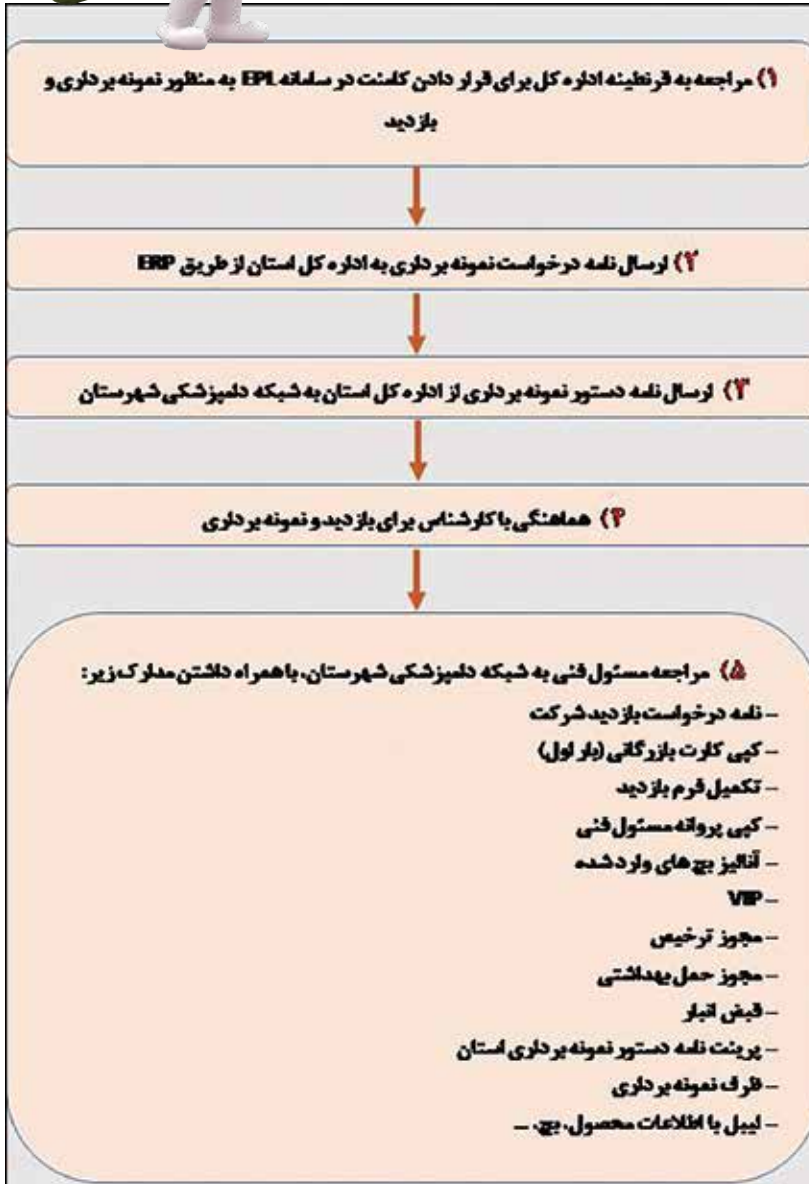 ۱) مراجعه به قرنطینه اداره کل برای قرار دادن کامنت در سامانه EPL به منظور نمونه برداری و
بازدید
۲) ارسال نامه درخواست نمونه برداری به اداره کل استان از طریق ERP
۳) ارسال نامه دستور نمونه برداری از اداره کل استان به شبکه دامپزشکی شهرستان
۴) هماهنگی با کارشناس برای بازدید و نمونه برداری
۵) مراجعه مسئول فنی به شبکه دامپزشکی شهرستان، با همراه داشتن مدارک زیر:
– نامه درخواست بازدید شرکت
– کپی کارت بازرگانی (بار اول)
– تکمیل فرم بازدید
– کپی پروانه مسئول فنی
– آنالیز بچ های وارد شده
– VIP
– مجوز ترخیص
– مجوز حمل بهداشتی
– قبض انبار
– پرینت نامه دستور نمونه برداری استان
– ظرف نمونه برداری
– لیبل با اطلاعات محصول، بچ، ...